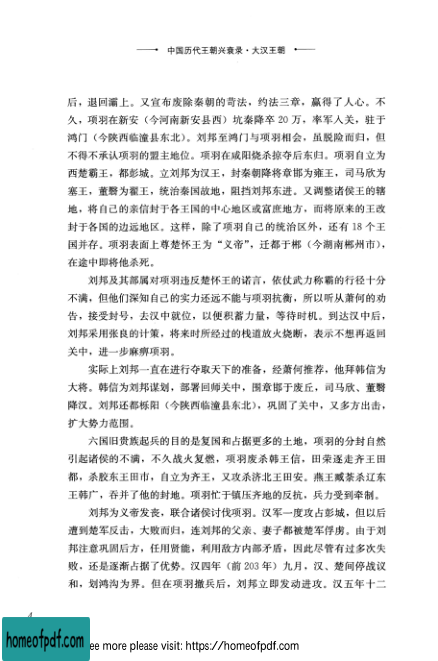 中国历代王朝兴衰录·大汉王朝
后，退回灞上。又宣布废除秦朝的苛法，约法三章，赢得了人心。不
久，项羽在新安（今河南新安县西）坑秦降卒 20 万，率军入关，驻于
鸿门（今陕西临潼县东北）。刘邦至鸿门与项羽相会，虽脱险而归，但
不得不承认项羽的盟主地位。项羽在咸阳烧杀掠夺后东归。项羽自立为
西楚霸王，都彭城。立刘邦为汉王，封秦朝降将章邯为雍王，司马欣为
塞王，董翳为翟王，统治秦国故地，阻挡刘邦东进。又调整诸侯王的辖
地，将自己的亲信封于各王国的中心地区或富庶地方，而将原来的王改
封于各国的边远地区。这样，除了项羽自己的统治区外，还有 18 个王
国并存。项羽表面上尊楚怀王为“义帝”，迁都于郴（今湖南郴州市），
在途中即将他杀死。
刘邦及其部属对项羽违反楚怀王的诺言，依仗武力称霸的行径十分
不满，但他们深知自己的实力还远不能与项羽抗衡，所以听从萧何的劝
告，接受封号，去汉中就位，以便积蓄力量，等待时机。到达汉中后，
刘邦采用张良的计策，将来时所经过的栈道放火烧断，表示不想再返回
关中，进一步麻痹项羽。
实际上刘邦一直在进行夺取天下的准备，经萧何推荐，他拜韩信为
大将。韩信为刘邦谋划，部署回师关中，围章邯于废丘，司马欣、董翳
降汉。刘邦还都栎阳（今陕西临潼县东北），巩固了关中，又多方出击，
扩大势力范围。
六国旧贵族起兵的目的是复国和占据更多的土地，项羽的分封自然
引起诸侯的不满，不久战火复燃，项羽废杀韩王信，田荣逐走齐王田
都，杀胶东王田市，自立为齐王，又攻杀济北王田安。燕王臧荼杀辽东
王韩广，吞并了他的封地。项羽忙于镇压齐地的反抗，兵力受到牵制。
刘邦为义帝发丧，联合诸侯讨伐项羽。汉军一度攻占彭城，但以后
遭到楚军反击，大败而归，连刘邦的父亲、妻子都被楚军俘虏。由于刘
邦注意巩固后方，任用贤能，利用敌方内部矛盾，因此尽管有过多次失
败，还是逐渐占据了优势。汉四年（前 203 年）九月，汉、楚间停战议
和，划鸿沟为界。但在项羽撤兵后，刘邦立即发动进攻。汉五年十二
homeofpdf.com
ee more please visit: https://homeofpdf.com